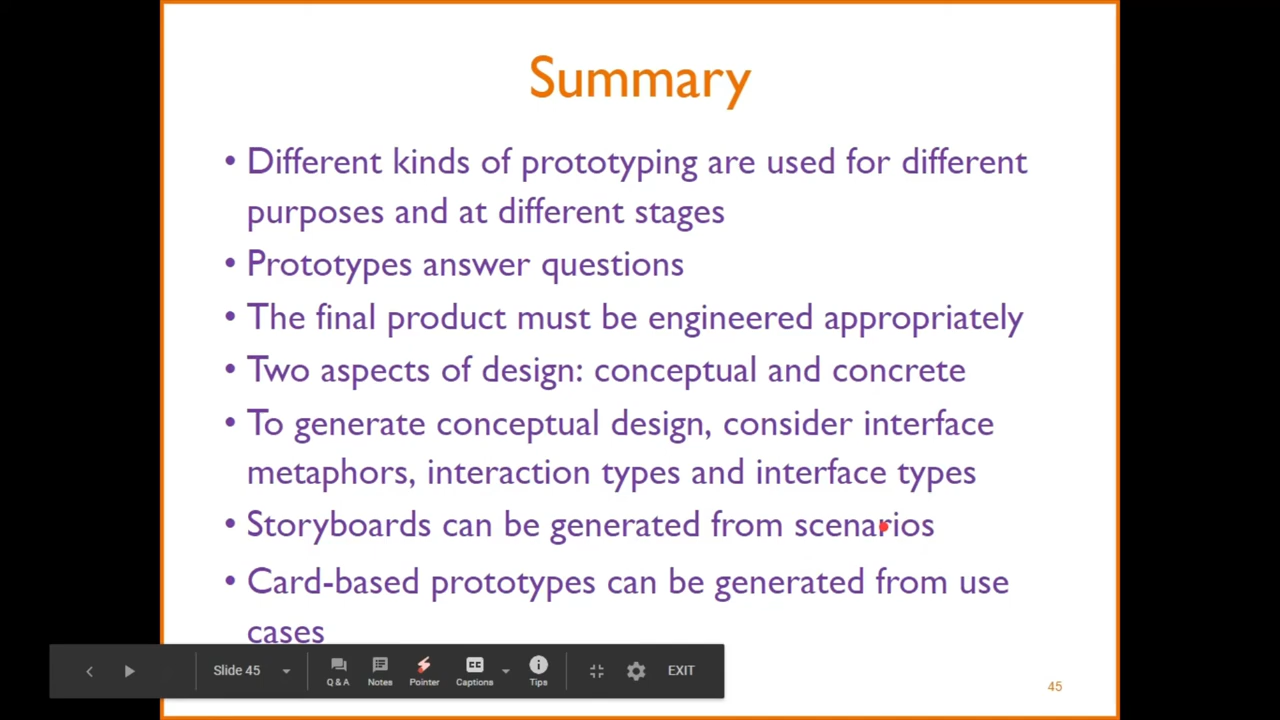 Summary
• Different kinds of prototyping are used for different
purposes and at different stages
• Prototypes answer questions
• The final product must be engineered appropriately
• Two aspects of design: conceptual and concrete
• To generate conceptual design, consider interface
metaphors, interaction types and interface types
• Storyboards can be generated from scenarios
• Card-based prototypes can be generated from use
cases
Slide 45
Q & A
Notes
Pointer
CC
Captions
Tips
EXIT
45